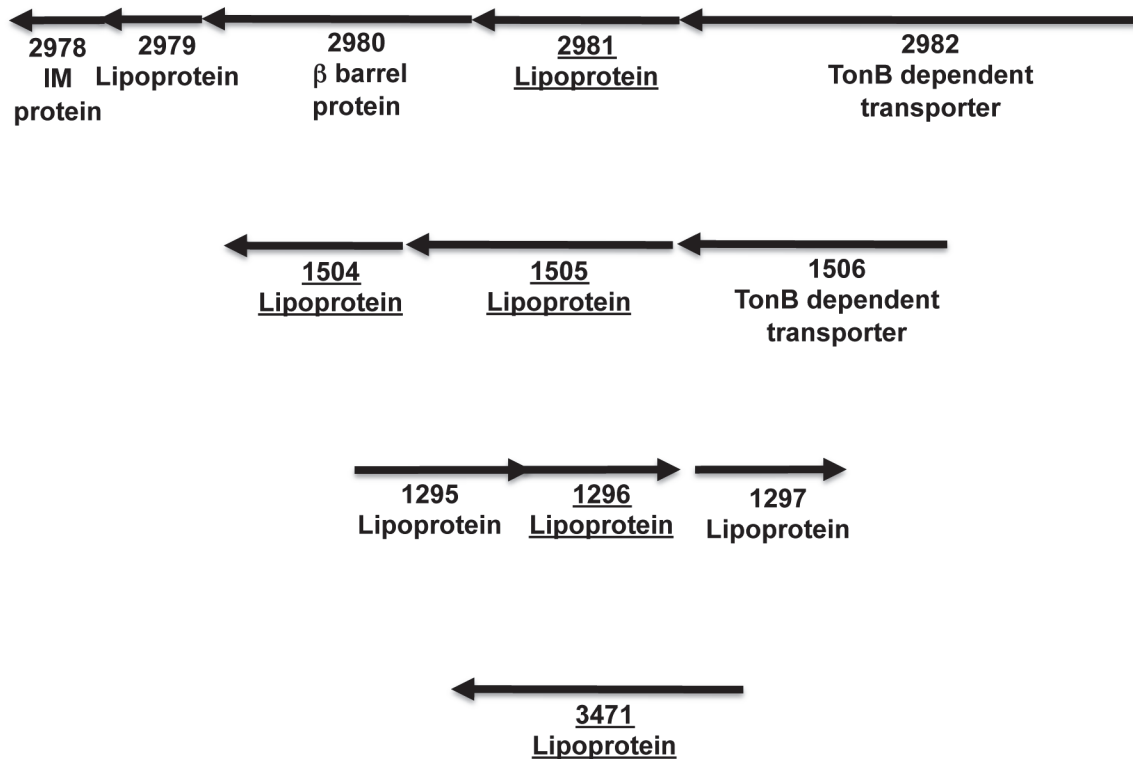 2978 2979 2980 2981 2982
IM Lipoprotein β barrel Lipoprotein TonB dependent
protein protein transporter
1504 1505 1506
Lipoprotein Lipoprotein TonB dependent
transporter
1295 1296 1297
Lipoprotein Lipoprotein Lipoprotein
3471
Lipoprotein